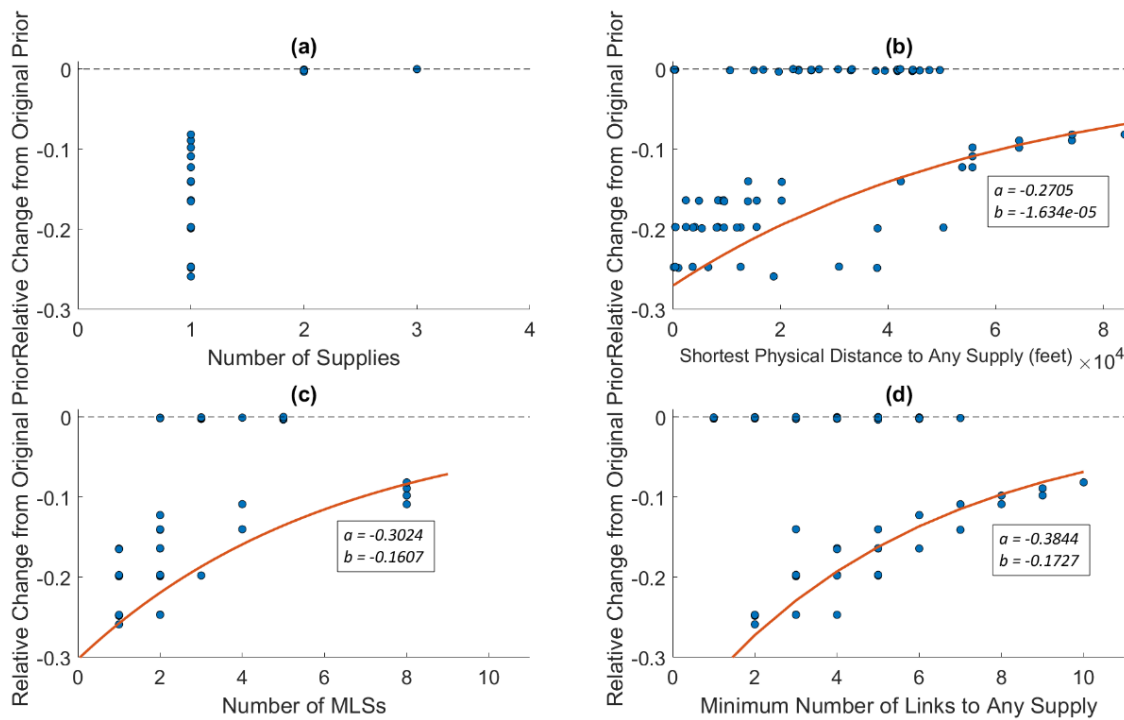 (a)
Relative Change from Original Prior
0
-0.1
-0.2
-0.3
0 1 2 3 4
Number of Supplies
(b)
Relative Change from Original Prior
0
-0.1
-0.2
-0.3
a = -0.2705
b = -1.634e-05
0 2 4 6 8
Shortest Physical Distance to Any Supply (feet) ×10⁴
(c)
Relative Change from Original Prior
0
-0.1
-0.2
-0.3
a = -0.3024
b = -0.1607
0 2 4 6 8 10
Number of MLSs
(d)
Relative Change from Original Prior
0
-0.1
-0.2
-0.3
a = -0.3844
b = -0.1727
0 2 4 6 8 10
Minimum Number of Links to Any Supply